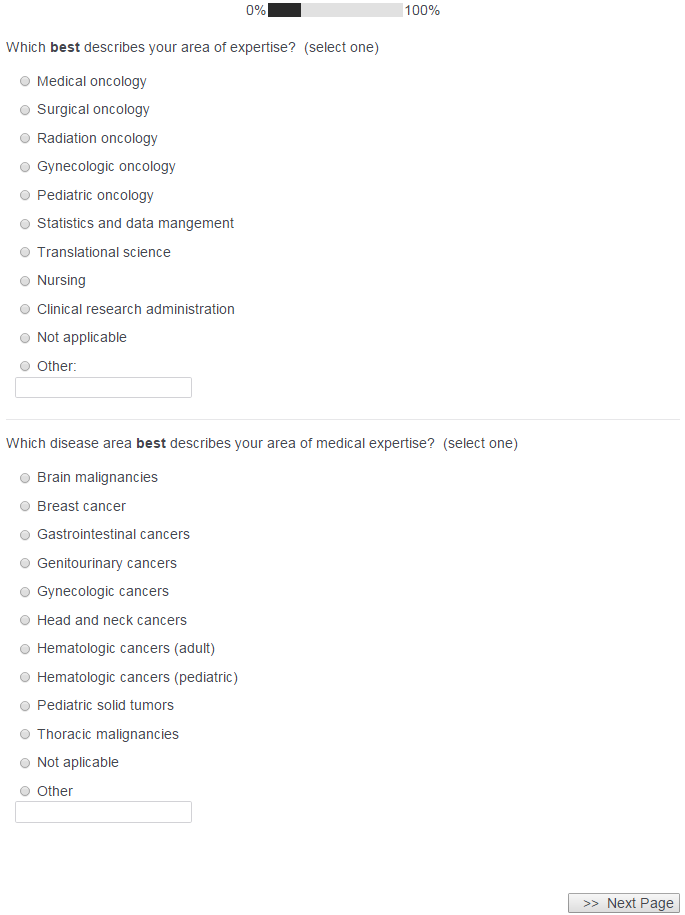 0% 100%
Which best describes your area of expertise? (select one)
Medical oncology
Surgical oncology
Radiation oncology
Gynecologic oncology
Pediatric oncology
Statistics and data mangement
Translational science
Nursing
Clinical research administration
Not applicable
Other:
Which disease area best describes your area of medical expertise? (select one)
Brain malignancies
Breast cancer
Gastrointestinal cancers
Genitourinary cancers
Gynecologic cancers
Head and neck cancers
Hematologic cancers (adult)
Hematologic cancers (pediatric)
Pediatric solid tumors
Thoracic malignancies
Not aplicable
Other
>> Next Page